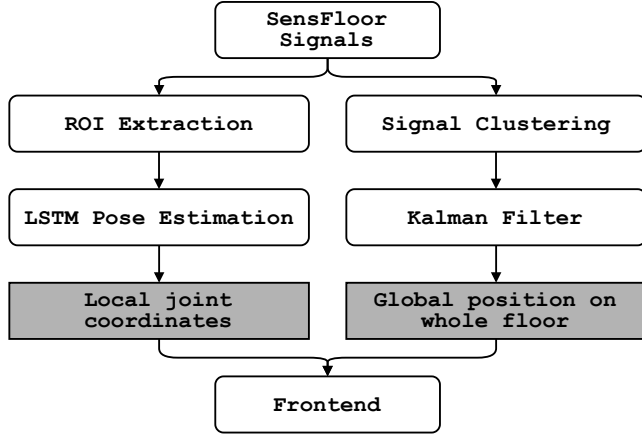 SensFloor
Signals
ROI Extraction
Signal Clustering
LSTM Pose Estimation
Kalman Filter
Local joint
coordinates
Global position on
whole floor
Frontend